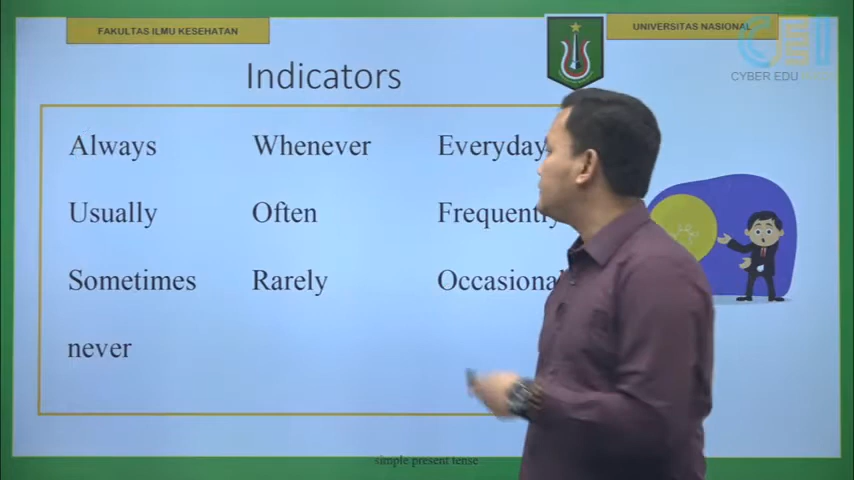 FAKULTAS ILMU KESEHATAN
UNIVERSITAS NASIONAL
CYBER EDU
Indicators
Always Whenever Everyday
Usually Often Frequently
Sometimes Rarely
never
simple present tense